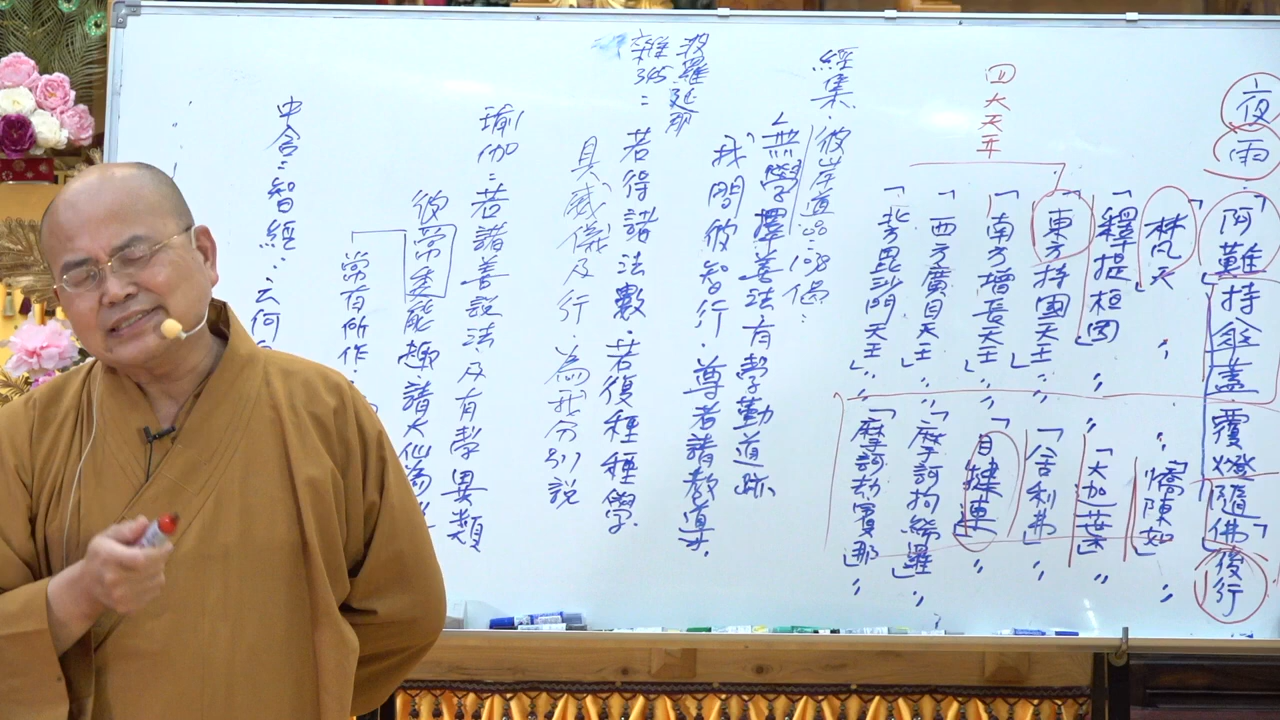 夜雨:「阿難」持傘蓋覆燈隨佛後行
「梵天」〃〃憍陳如〃
「釋提桓因」〃〃「大迦葉」〃
四大天王
「東方持國天王」〃〃「舍利弗」〃
「南方增長天王」〃〃「目揵連」〃
「西方廣目天王」〃〃「摩訶拘絺羅」〃
「北方毘沙門天王」〃〃「摩訶劫賓那」〃
經集.彼岸道品.1038偈:
「無學擇善法有學勤道跡
我問彼智行.尊者請教導」.
波羅延那
雜345:
若得諸法數.若復種種學
具威儀及行.為我分別說
瑜伽:若諸善說法及有學異類
彼常委能趣請大仙為
常有所作
中含:智經:云何